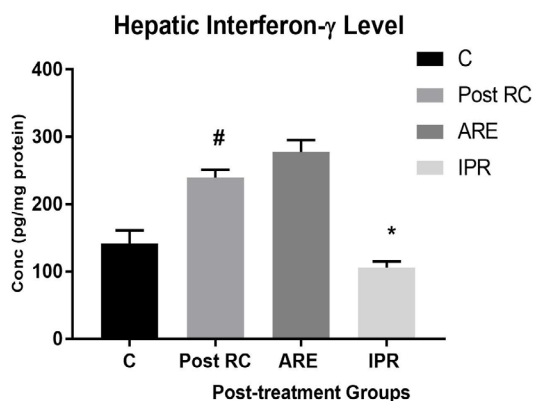 Hepatic Interferon-γ Level
400
300
200
100
0
Conc (pg/mg protein)
#
*
C
Post RC
ARE
IPR
C
Post RC
ARE
IPR
Post-treatment Groups